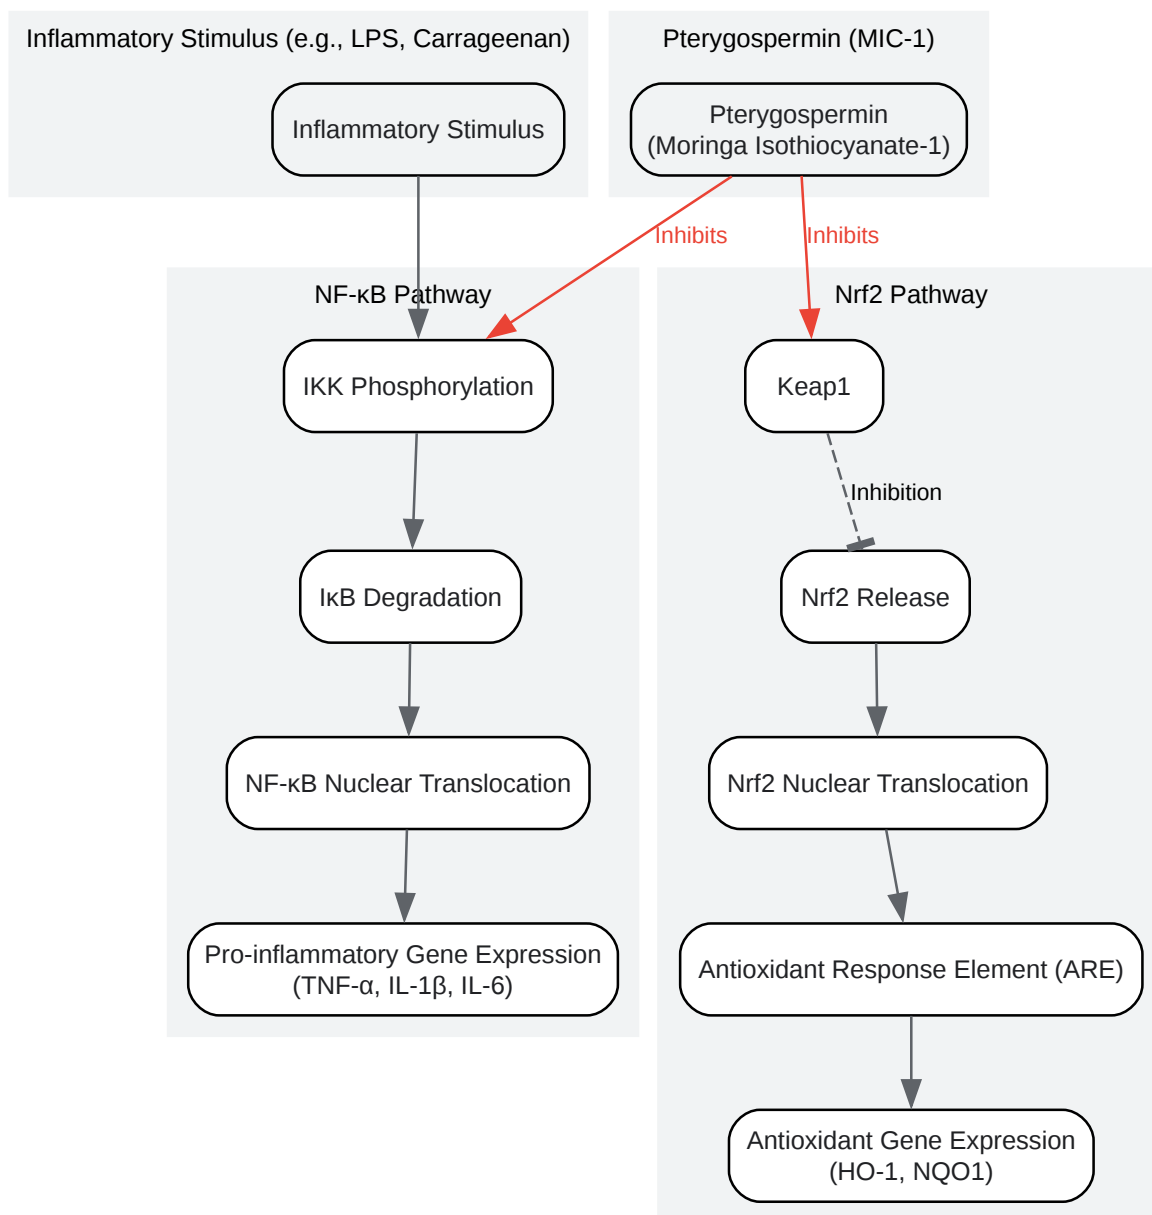 Inflammatory Stimulus (e.g., LPS, Carrageenan)
Pterygospermin (MIC-1)
Inflammatory Stimulus
Pterygospermin
(Moringa Isothiocyanate-1)
Inhibits
Inhibits
NF-κB Pathway
Nrf2 Pathway
IKK Phosphorylation
Keap1
Inhibition
IκB Degradation
Nrf2 Release
NF-κB Nuclear Translocation
Nrf2 Nuclear Translocation
Pro-inflammatory Gene Expression
(TNF-α, IL-1β, IL-6)
Antioxidant Response Element (ARE)
Antioxidant Gene Expression
(HO-1, NQO1)